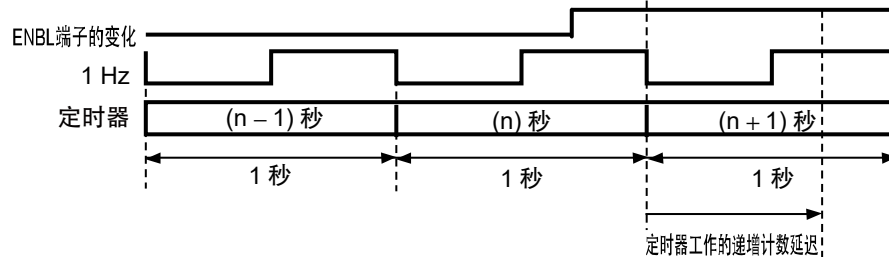 ENBL端子的变化
1 Hz
定时器 (n – 1) 秒 (n) 秒 (n + 1) 秒
1 秒 1 秒 1 秒
定时器工作的递增计数延迟